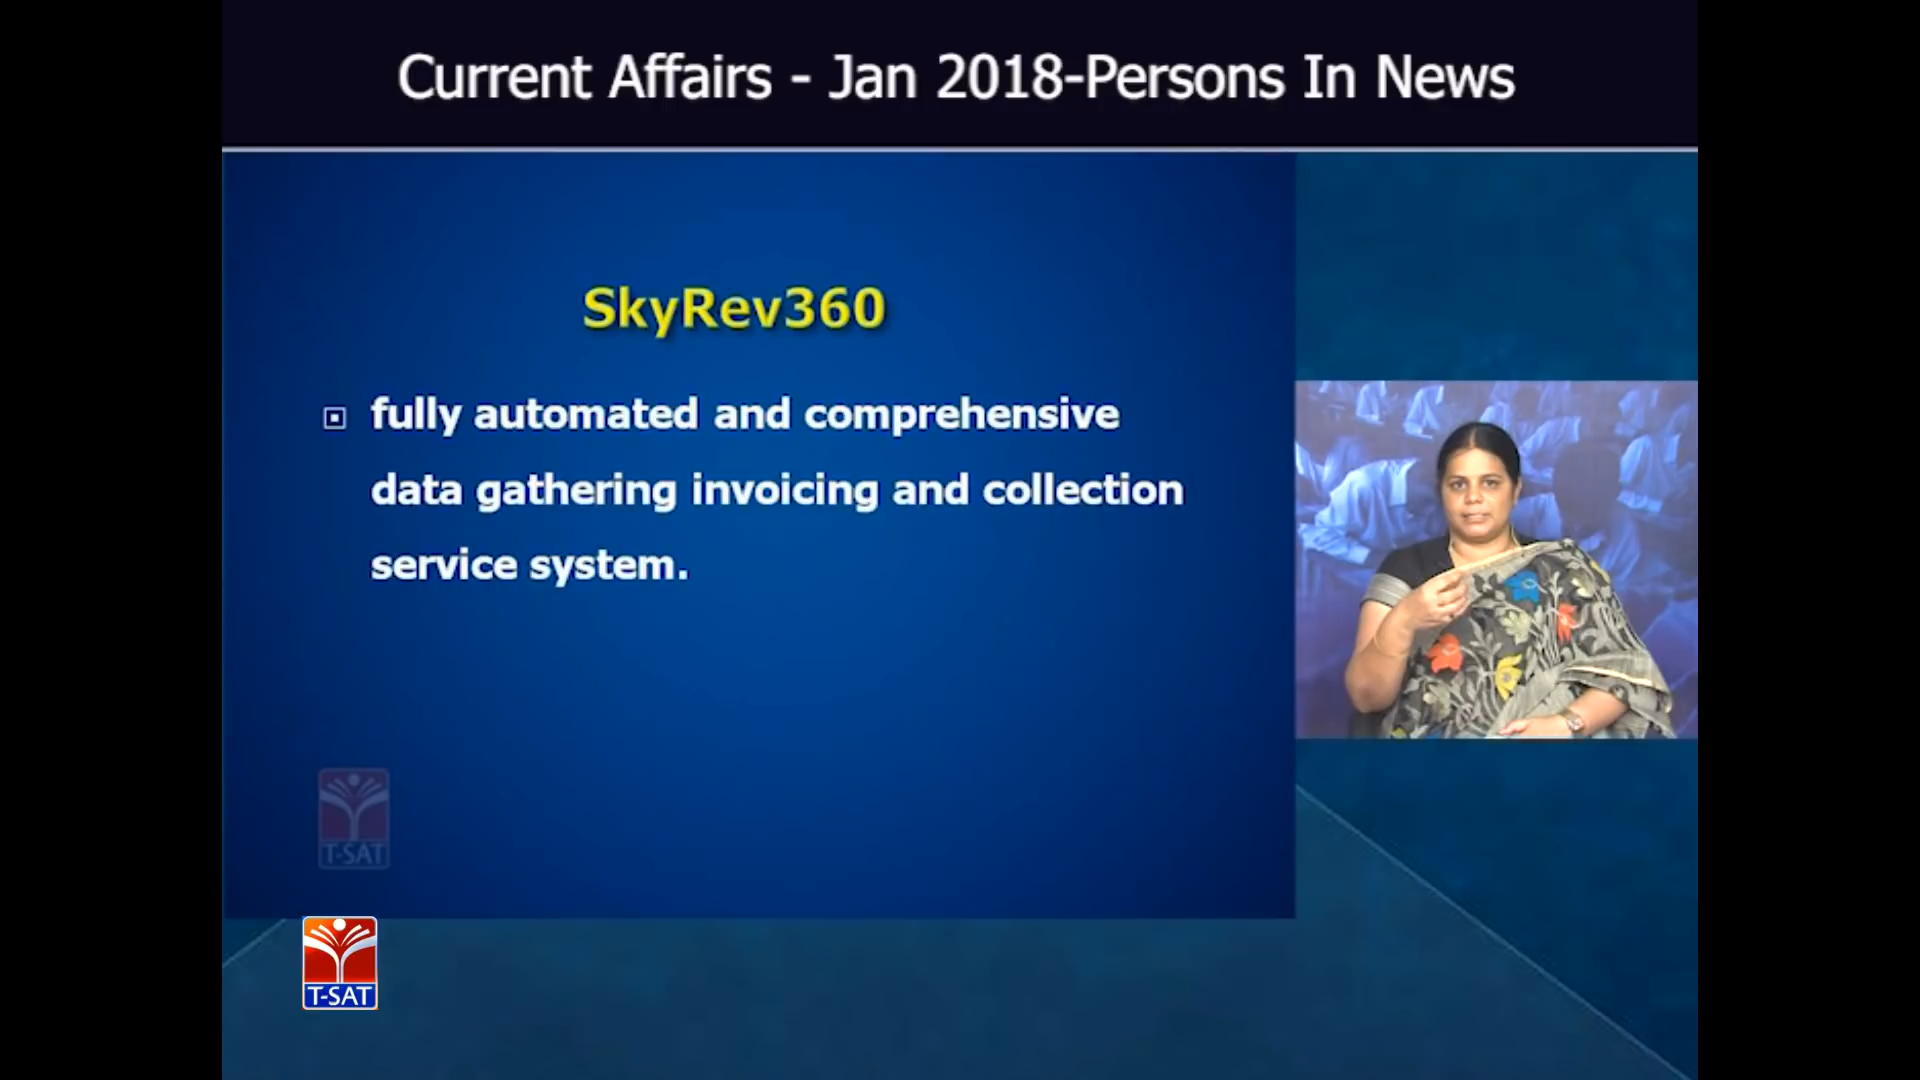 Current Affairs - Jan 2018-Persons In News
SkyRev360
fully automated and comprehensive
data gathering invoicing and collection
service system.
T-SAT
T-SAT